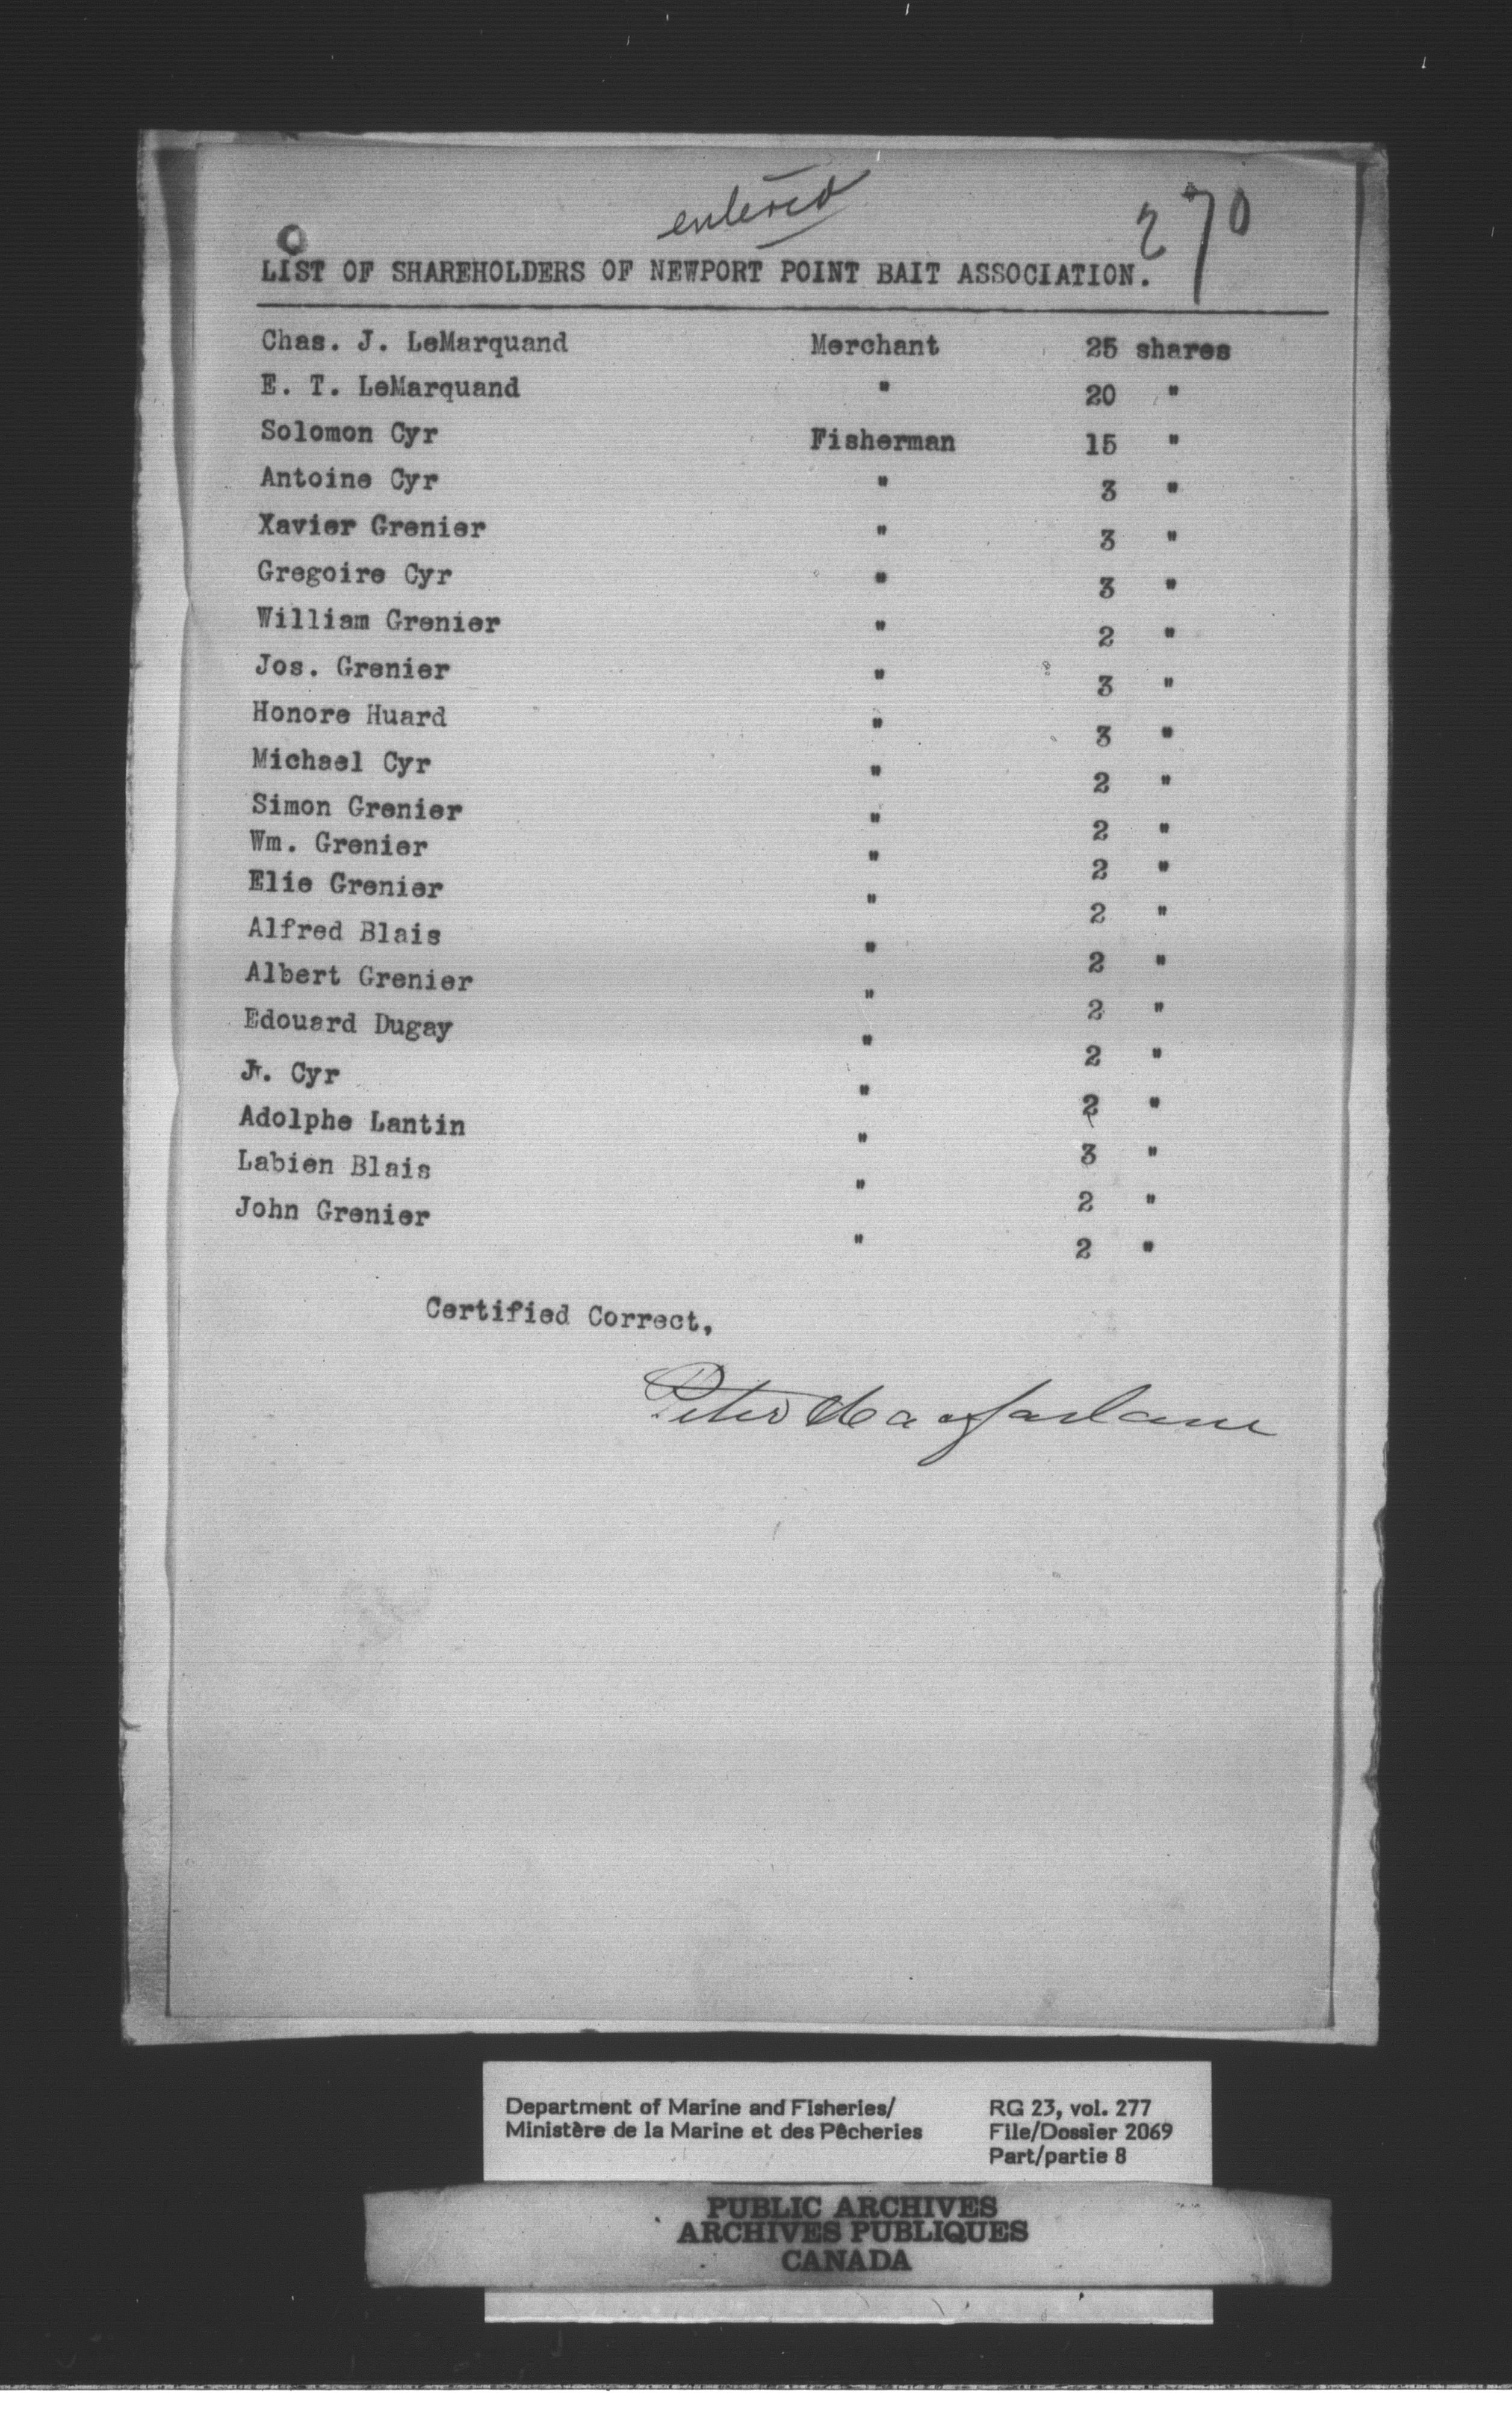 entered
270
LIST OF SHAREHOLDERS OF NEWPORT POINT BAIT ASSOCIATION.
Chas. J. LeMarquand Merchant 25 shares
E. T. LeMarquand " 20 "
Solomon Cyr Fisherman 15 "
Antoine Cyr " 3 "
Xavier Grenier " 3 "
Gregoire Cyr " 3 "
William Grenier " 2 "
Jos. Grenier " 3 "
Honore Huard " 3 "
Michael Cyr " 2 "
Simon Grenier " 2 "
Wm. Grenier " 2 "
Elie Grenier " 2 "
Alfred Blais " 2 "
Albert Grenier " 2 "
Edouard Dugay " 2 "
Jr. Cyr " 2 "
Adolphe Lantin " 3 "
Labien Blais " 2 "
John Grenier " 2 "
Certified Correct,
Peter Macfarlane
Department of Marine and Fisheries/ RG 23, vol. 277
Ministère de la Marine et des Pêcheries File/Dossier 2069
Part/partie 8
PUBLIC ARCHIVES
ARCHIVES PUBLIQUES
CANADA